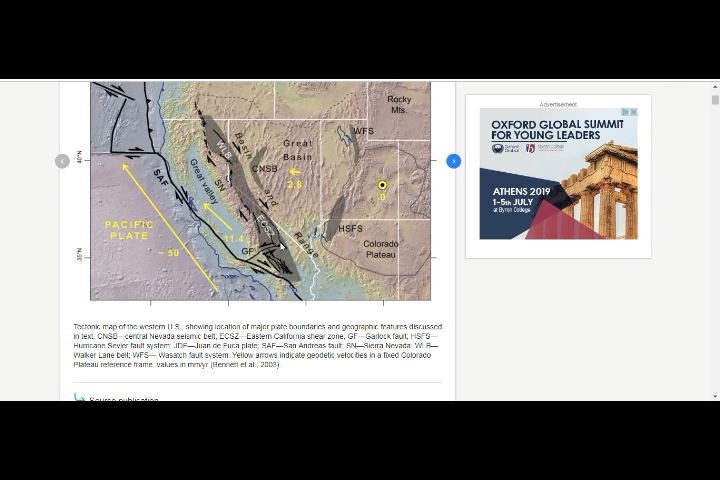 Rocky
Mts.
WFS
40°N
WLB
Basin
Great
Basin
CNSB
2.8
Great valley
SN
SAF
and
0
PACIFIC
PLATE
11.4
ECSZ
HSFS
~ 50
GF
Range
Colorado
Plateau
35°N
Tectonic map of the western U.S., showing location of major plate boundaries and geographic features discussed
in text. CNSB—central Nevada seismic belt; ECSZ—Eastern California shear zone; GF—Garlock fault; HSFS—
Hurricane Sevier fault system; JDF—Juan de Fuca plate; SAF—San Andreas fault; SN—Sierra Nevada; WLB—
Walker Lane belt; WFS— Wasatch fault system. Yellow arrows indicate geodetic velocities in a fixed Colorado
Plateau reference frame, values in mm/yr (Bennett et al., 2003).
Source publication
Advertisement
OXFORD GLOBAL SUMMIT
FOR YOUNG LEADERS
ATHENS 2019
1-5th JULY
at Byron College